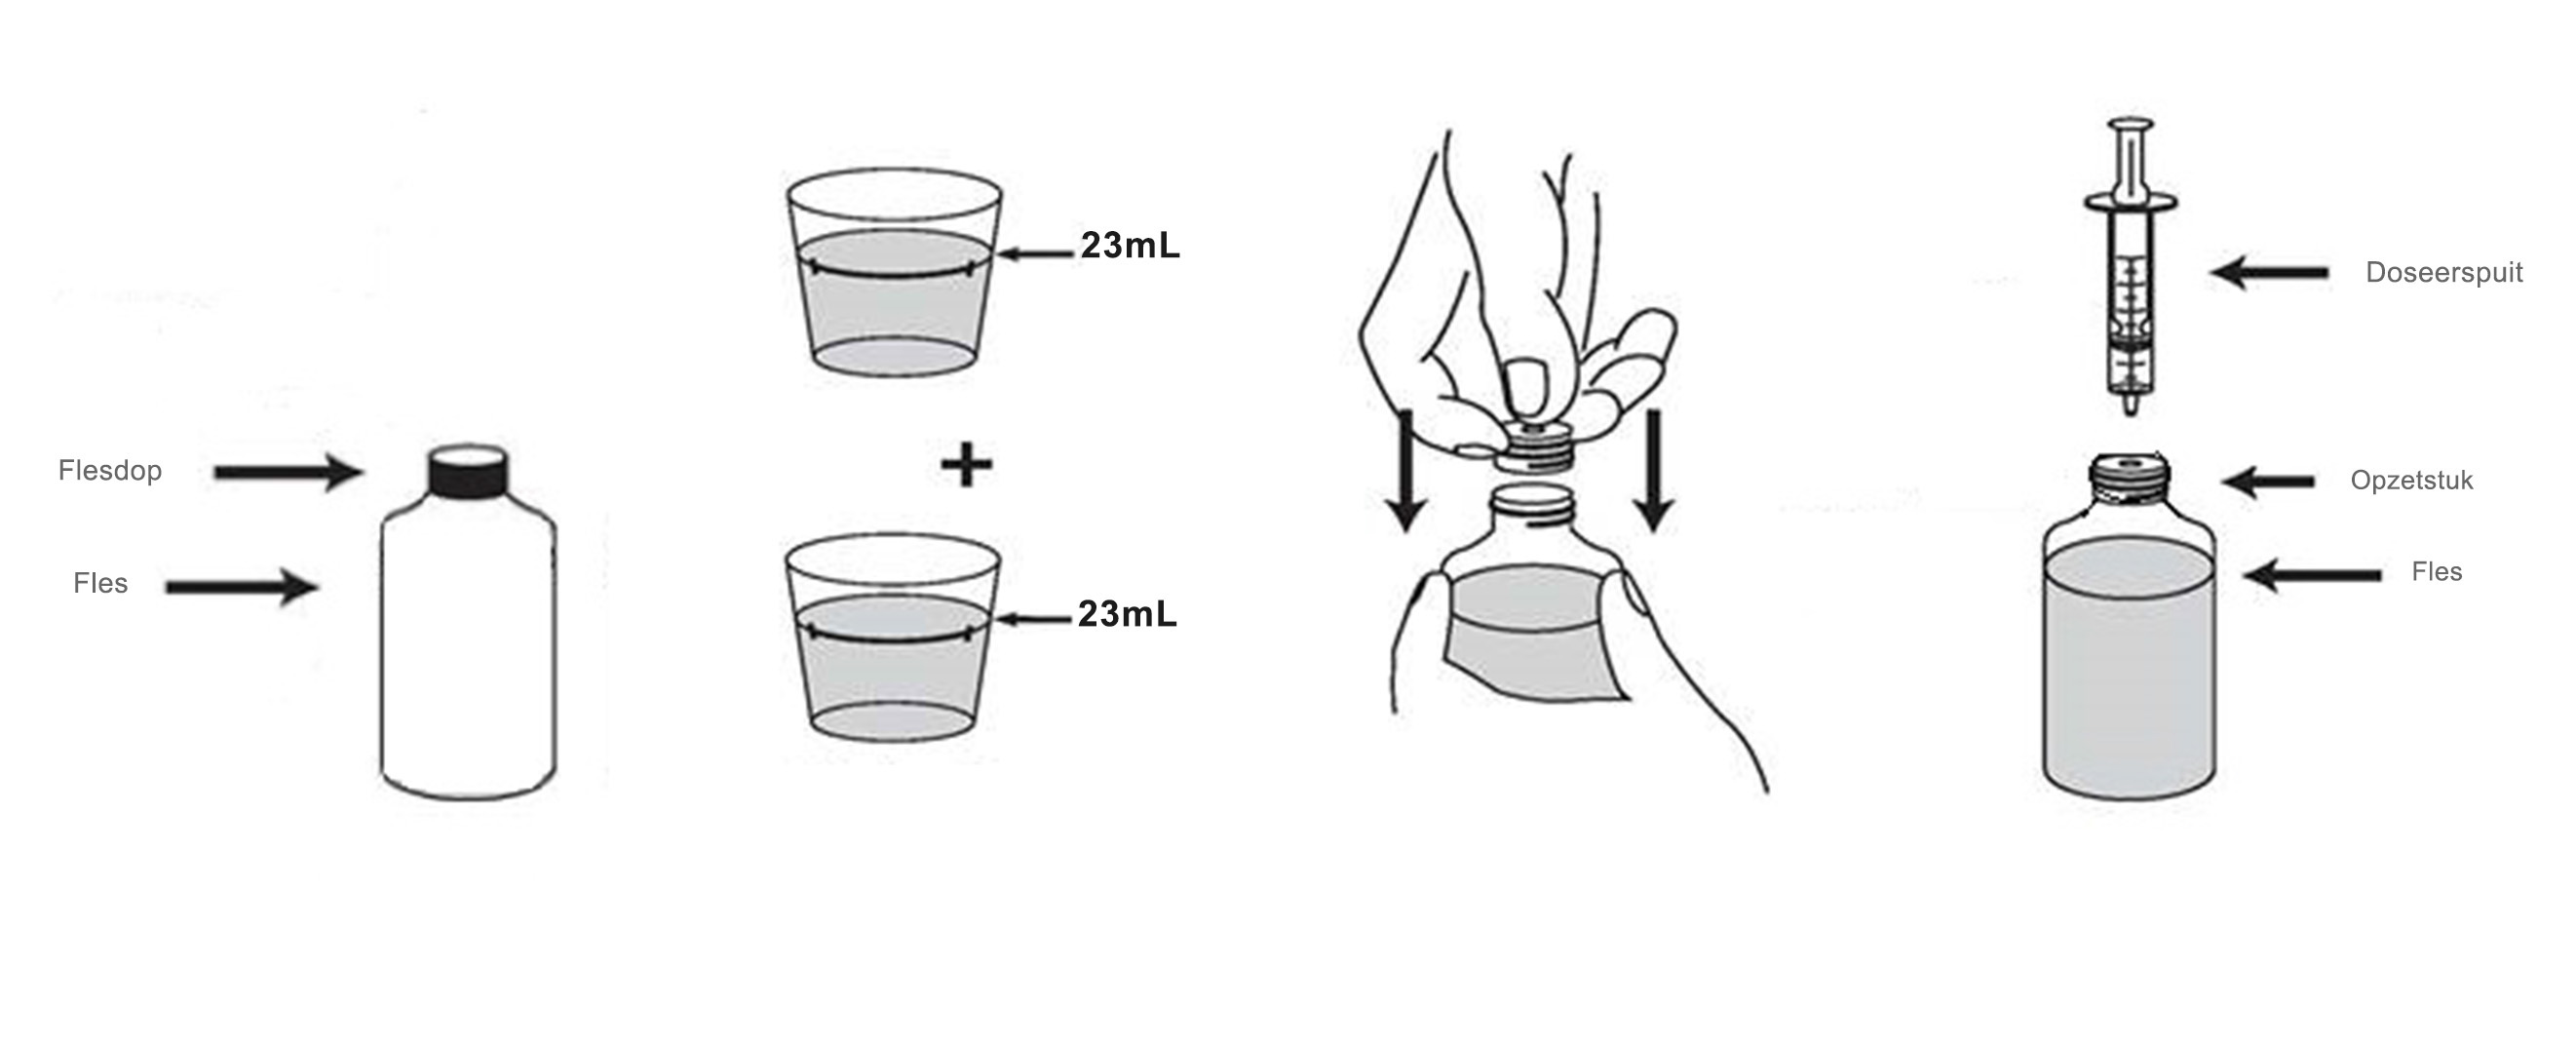 Flesdop
Fles
23mL
+
23mL
Doseerspuit
Opzetstuk
Fles